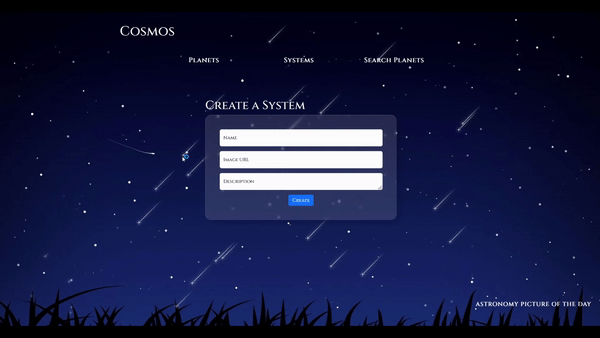 Cosmos
Planets Systems Search Planets
Create a System
Name
Image URL
Description
Create
Astronomy picture of the day